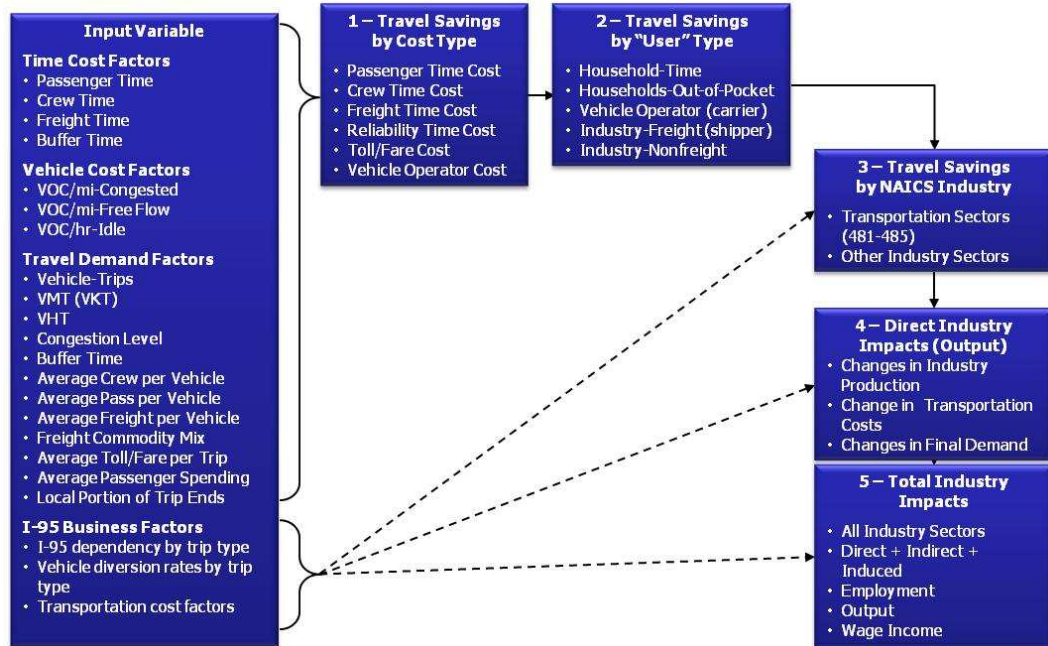 Input Variable
Time Cost Factors
• Passenger Time
• Crew Time
• Freight Time
• Buffer Time
Vehicle Cost Factors
• VOC/mi-Congested
• VOC/mi-Free Flow
• VOC/hr-Idle
Travel Demand Factors
• Vehicle-Trips
• VMT (VKT)
• VHT
• Congestion Level
• Buffer Time
• Average Crew per Vehicle
• Average Pass per Vehicle
• Average Freight per Vehicle
• Freight Commodity Mix
• Average Toll/Fare per Trip
• Average Passenger Spending
• Local Portion of Trip Ends
I-95 Business Factors
• I-95 dependency by trip type
• Vehicle diversion rates by trip
type
• Transportation cost factors
1 – Travel Savings
by Cost Type
• Passenger Time Cost
• Crew Time Cost
• Freight Time Cost
• Reliability Time Cost
• Toll/Fare Cost
• Vehicle Operator Cost
2 – Travel Savings
by “User” Type
• Household-Time
• Households-Out-of-Pocket
• Vehicle Operator (carrier)
• Industry-Freight (shipper)
• Industry-Nonfreight
3 – Travel Savings
by NAICS Industry
• Transportation Sectors
(481-485)
• Other Industry Sectors
4 – Direct Industry
Impacts (Output)
• Changes in Industry
Production
• Change in Transportation
Costs
• Changes in Final Demand
5 – Total Industry
Impacts
• All Industry Sectors
• Direct + Indirect +
Induced
• Employment
• Output
• Wage Income